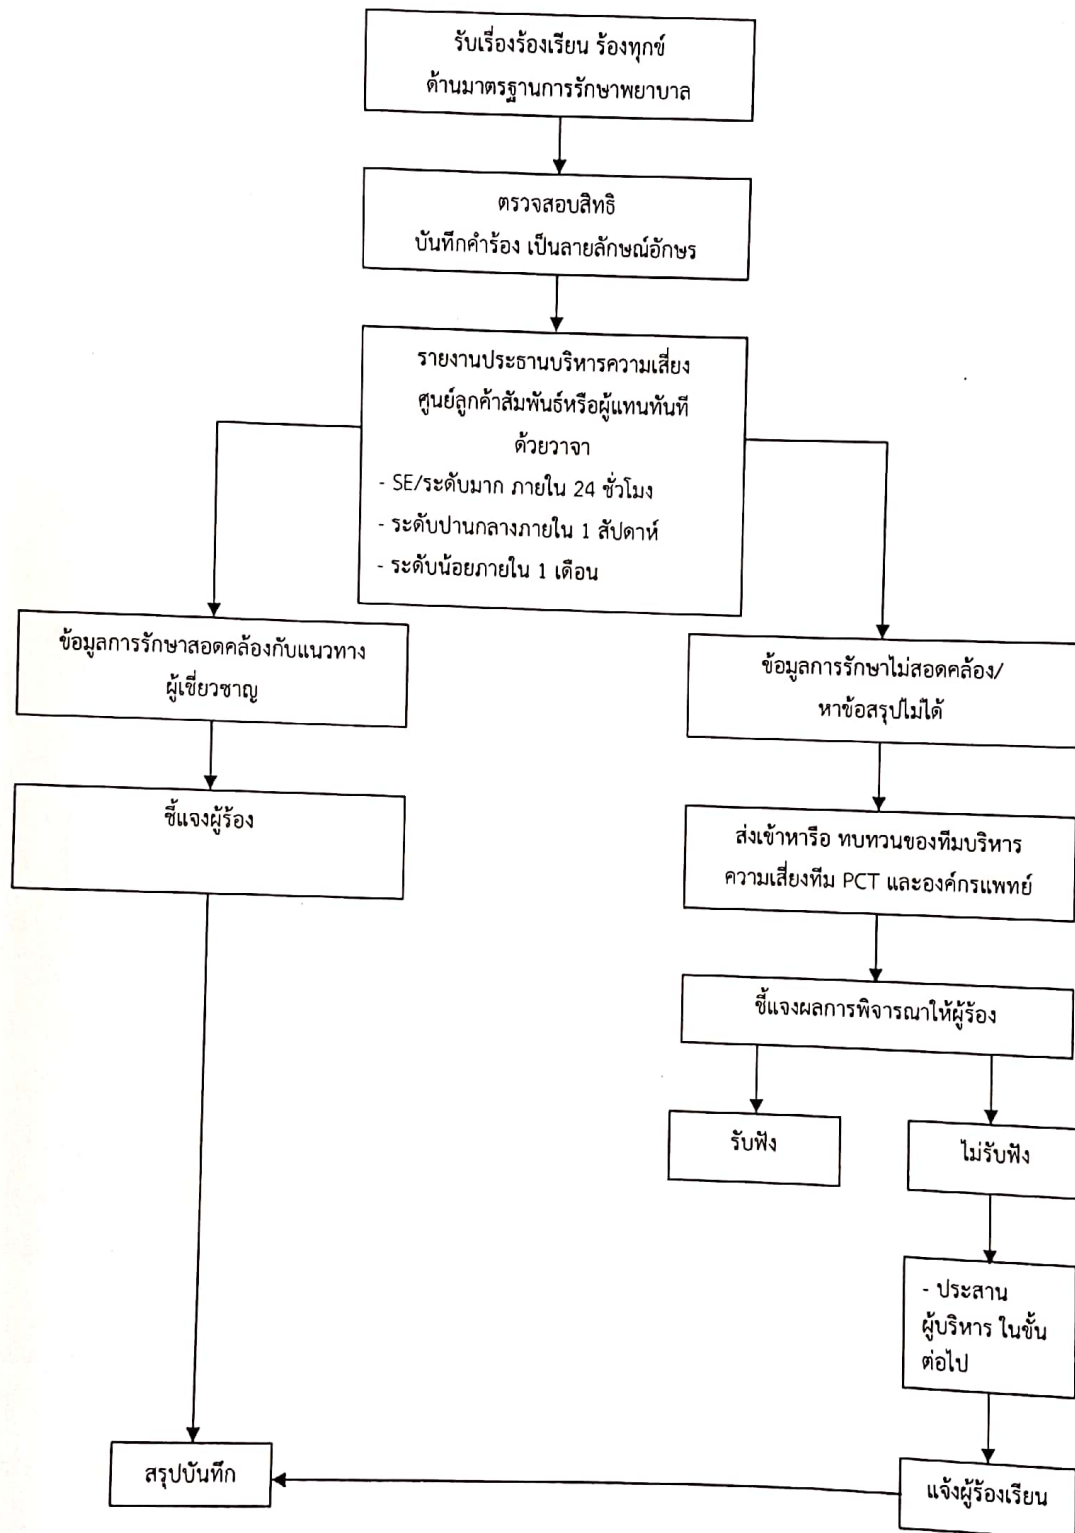 รับเรื่องร้องเรียน ร้องทุกข์
ด้านมาตรฐานการรักษาพยาบาล
ตรวจสอบสิทธิ
บันทึกคำร้อง เป็นลายลักษณ์อักษร
รายงานประธานบริหารความเสี่ยง
ศูนย์ลูกค้าสัมพันธ์หรือผู้แทนทันที
ด้วยวาจา
- SE/ระดับมาก ภายใน 24 ชั่วโมง
- ระดับปานกลางภายใน 1 สัปดาห์
- ระดับน้อยภายใน 1 เดือน
ข้อมูลการรักษาสอดคล้องกับแนวทาง
ผู้เชี่ยวชาญ
ชี้แจงผู้ร้อง
ข้อมูลการรักษาไม่สอดคล้อง/
หาข้อสรุปไม่ได้
ส่งเข้าหารือ ทบทวนของทีมบริหาร
ความเสี่ยงทีม PCT และองค์กรแพทย์
ชี้แจงผลการพิจารณาให้ผู้ร้อง
รับฟัง
ไม่รับฟัง
- ประสาน
ผู้บริหาร ในขั้น
ต่อไป
สรุปบันทึก
แจ้งผู้ร้องเรียน